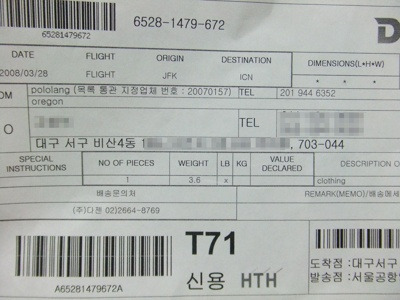 65281479672
6528-1479-672
D
DATE FLIGHT ORIGIN DESTINATION DIMENSIONS(L*H*W)
2008/03/28 FLIGHT JFK ICN * * *
OM pololang (목록 통관 지정업체 번호 : 20070157) TEL 201 944 6352
oregon
O TEL
대구 서구 비산4동 1 , 703-044
SPECIAL INSTRUCTIONS NO OF PIECES WEIGHT LB KG VALUE DECLARED DESCRIPTION O
1 3.6 x clothing
배송문의처 REMARK(MEMO)/배송메세
(주)다젠 02)2664-8769
T71
신용 HTH
도착점 : 대구서구
발송점 : 서울공항
A65281479672A